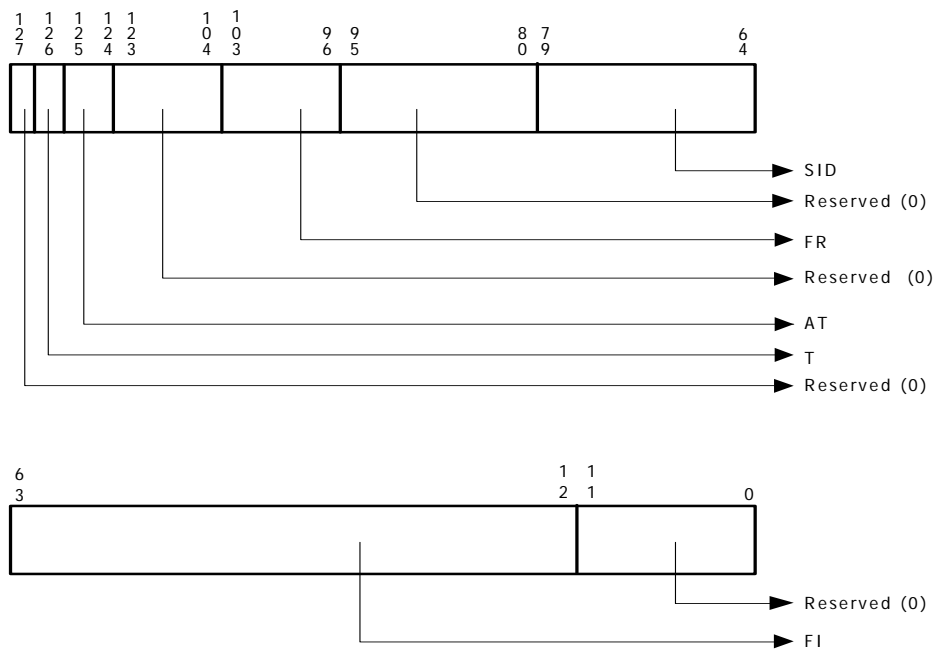 127 126 125 124 123 104 103 96 95 80 79 64
SID
Reserved (0)
FR
Reserved (0)
AT
T
Reserved (0)
63 12 11 0
Reserved (0)
FI